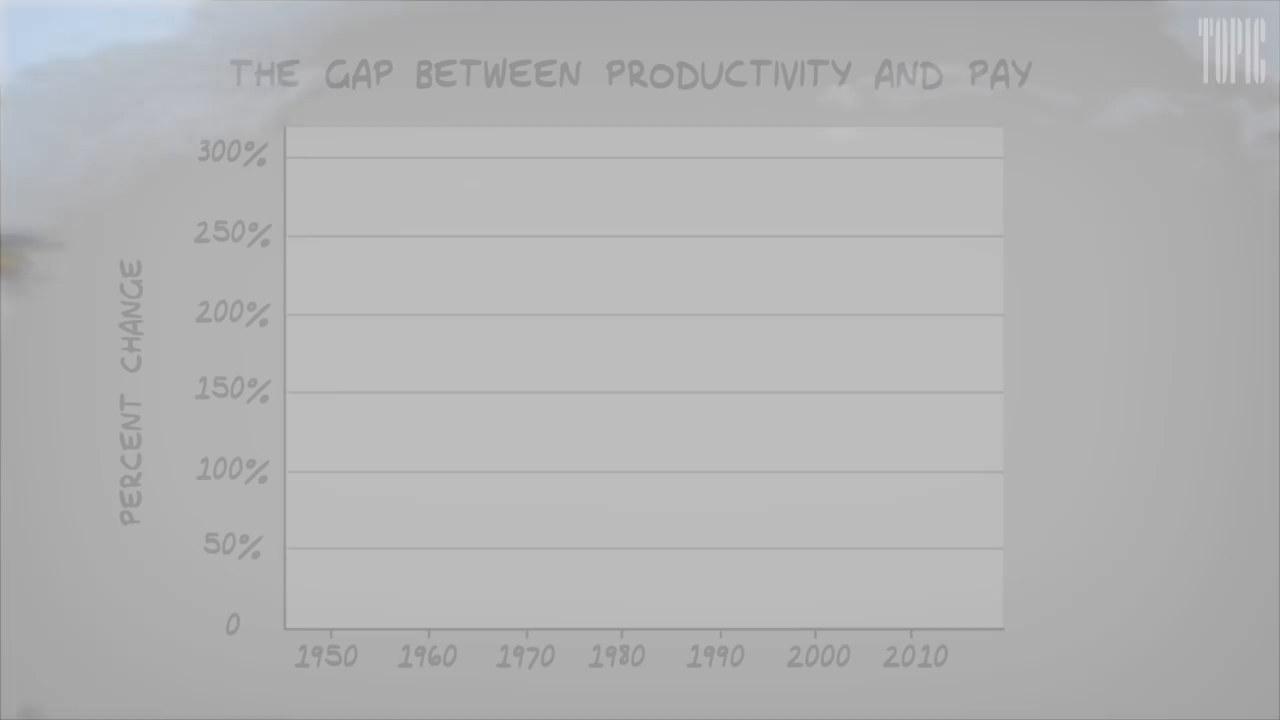 TOPIC
THE GAP BETWEEN PRODUCTIVITY AND PAY
300%
250%
200%
150%
100%
50%
0
PERCENT CHANGE
1950 1960 1970 1980 1990 2000 2010